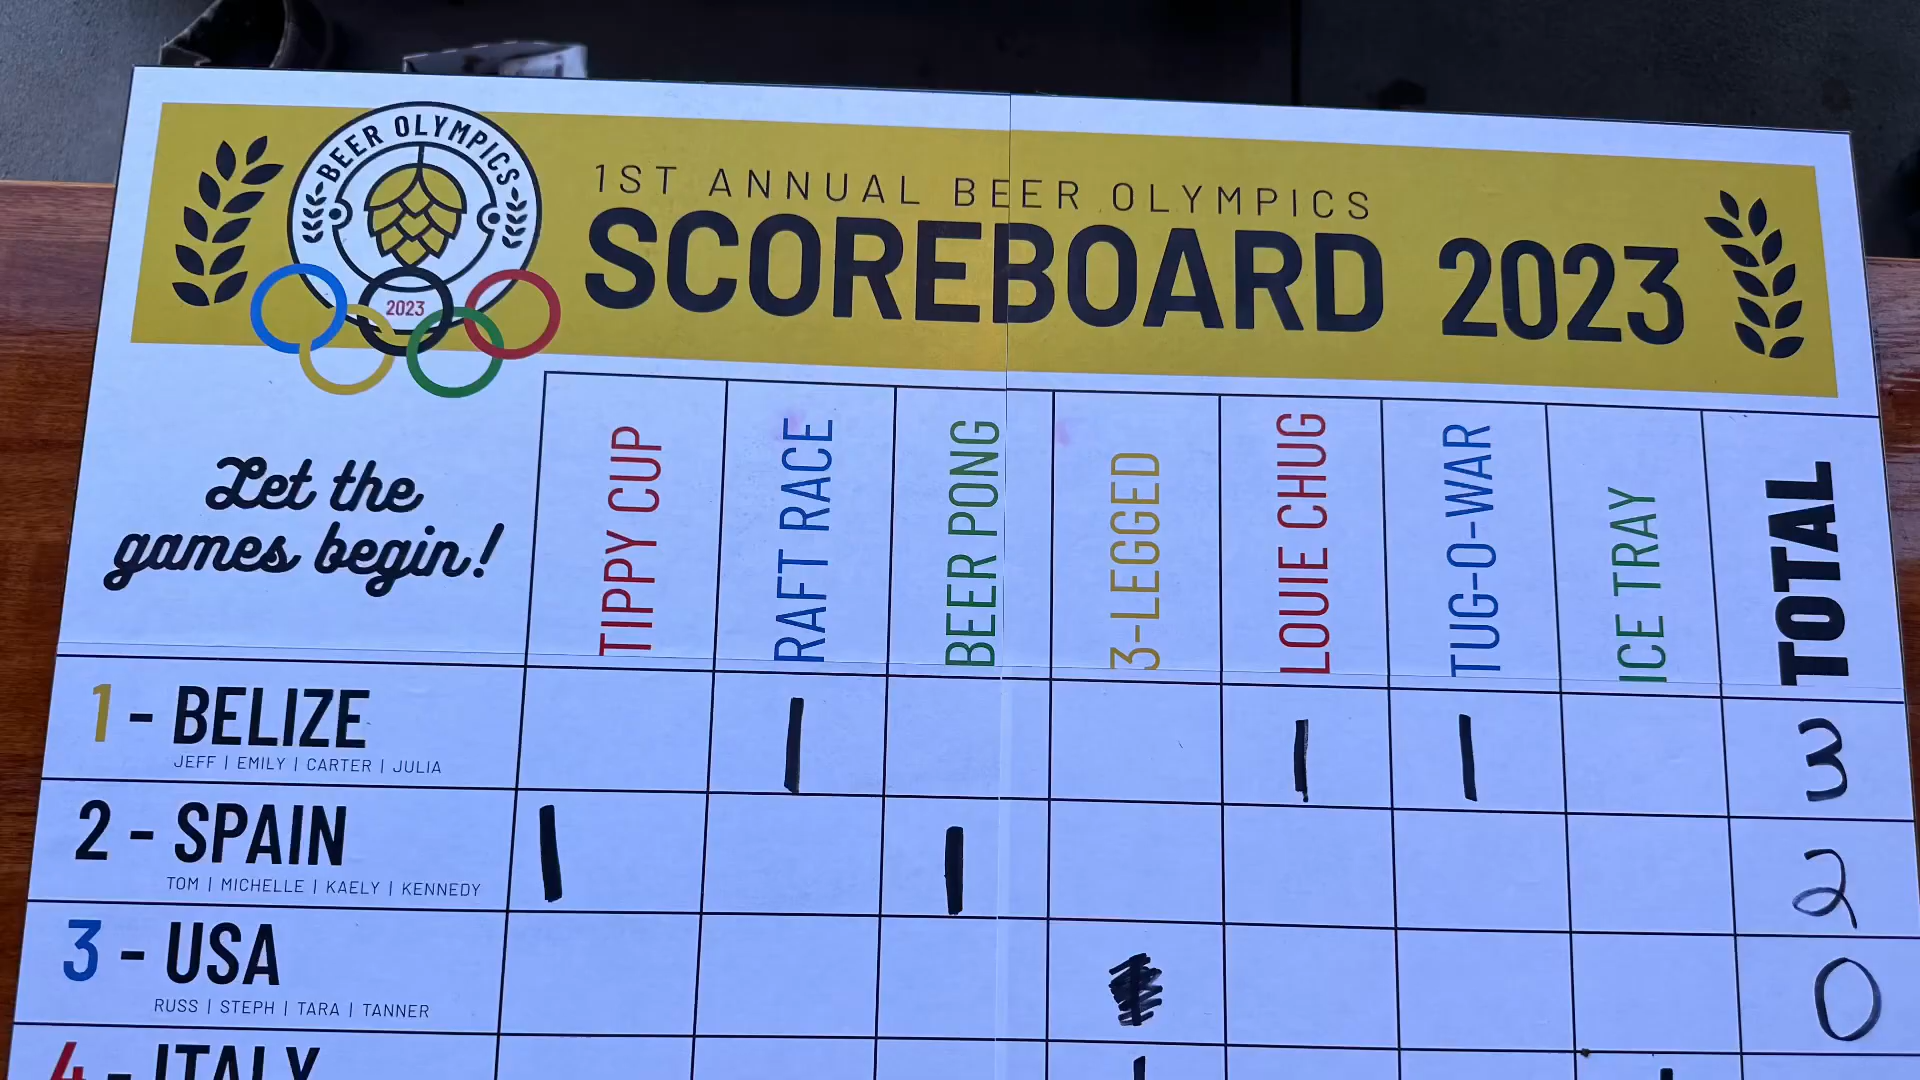 BEER OLYMPICS
2023
1ST ANNUAL BEER OLYMPICS
SCOREBOARD 2023
Let the
games begin!
TIPPY CUP
RAFT RACE
BEER PONG
3-LEGGED
LOUIE CHUG
TUG-O-WAR
ICE TRAY
TOTAL
1 - BELIZE
JEFF | EMILY | CARTER | JULIA
| | | 3
2 - SPAIN
TOM | MICHELLE | KAELY | KENNEDY
| | 2
3 - USA
RUSS | STEPH | TARA | TANNER
0
4 - ITALY